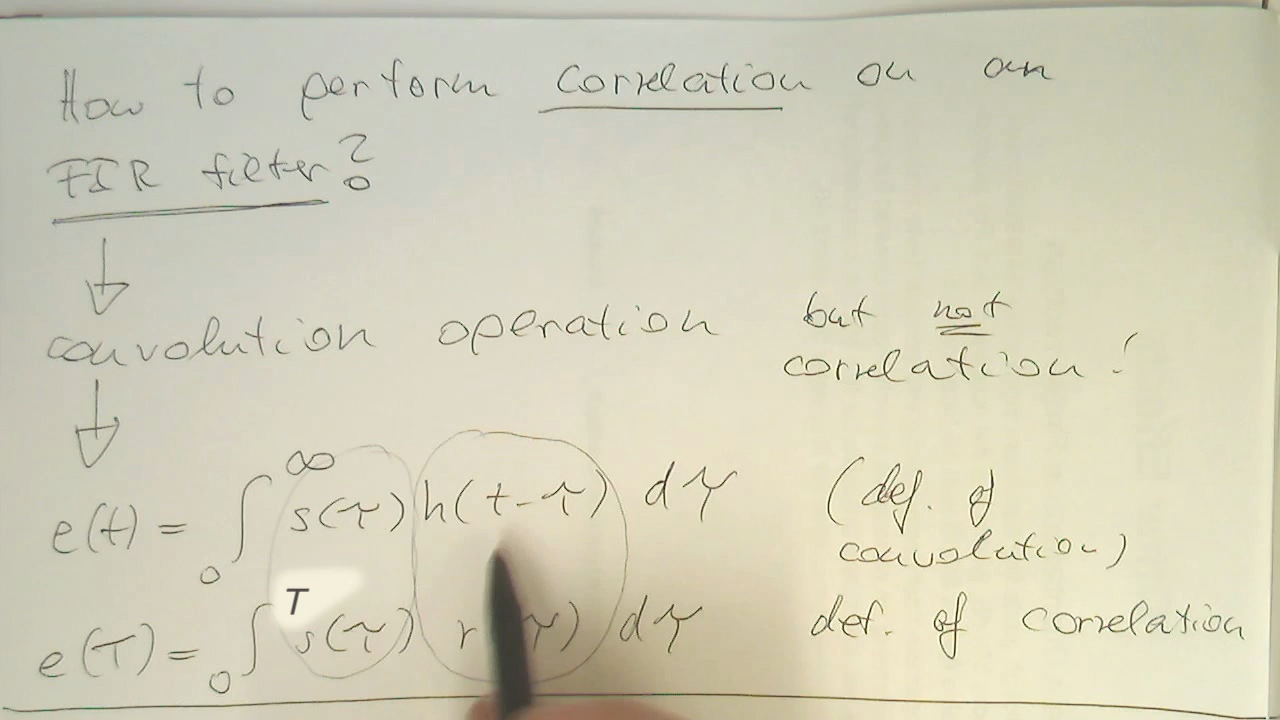 How to perform correlation on an
FIR filter?
↓
convolution operation but not
correlation!
↓
e(t) = ∫₀^∞ s(τ) h(t-τ) dτ (def. of
convolution)
e(T) = ∫₀^T s(τ) r(τ) dτ def. of correlation